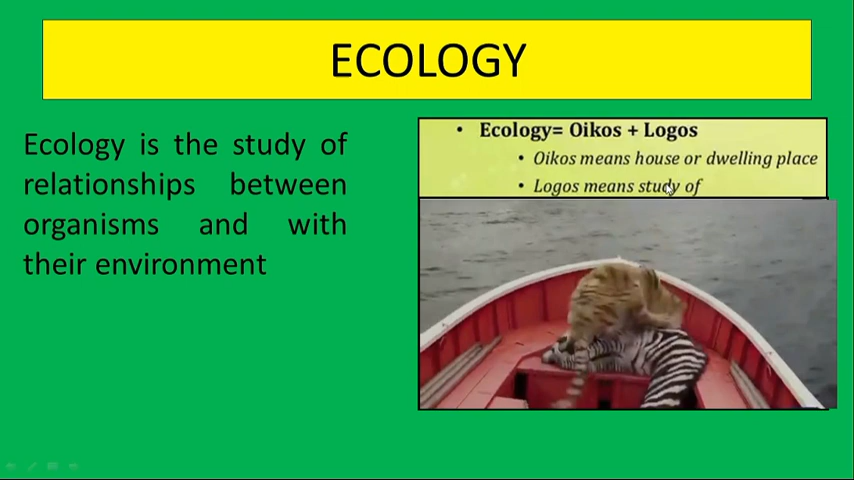 ECOLOGY
Ecology is the study of
relationships between
organisms and with
their environment
• Ecology= Oikos + Logos
• Oikos means house or dwelling place
• Logos means study of